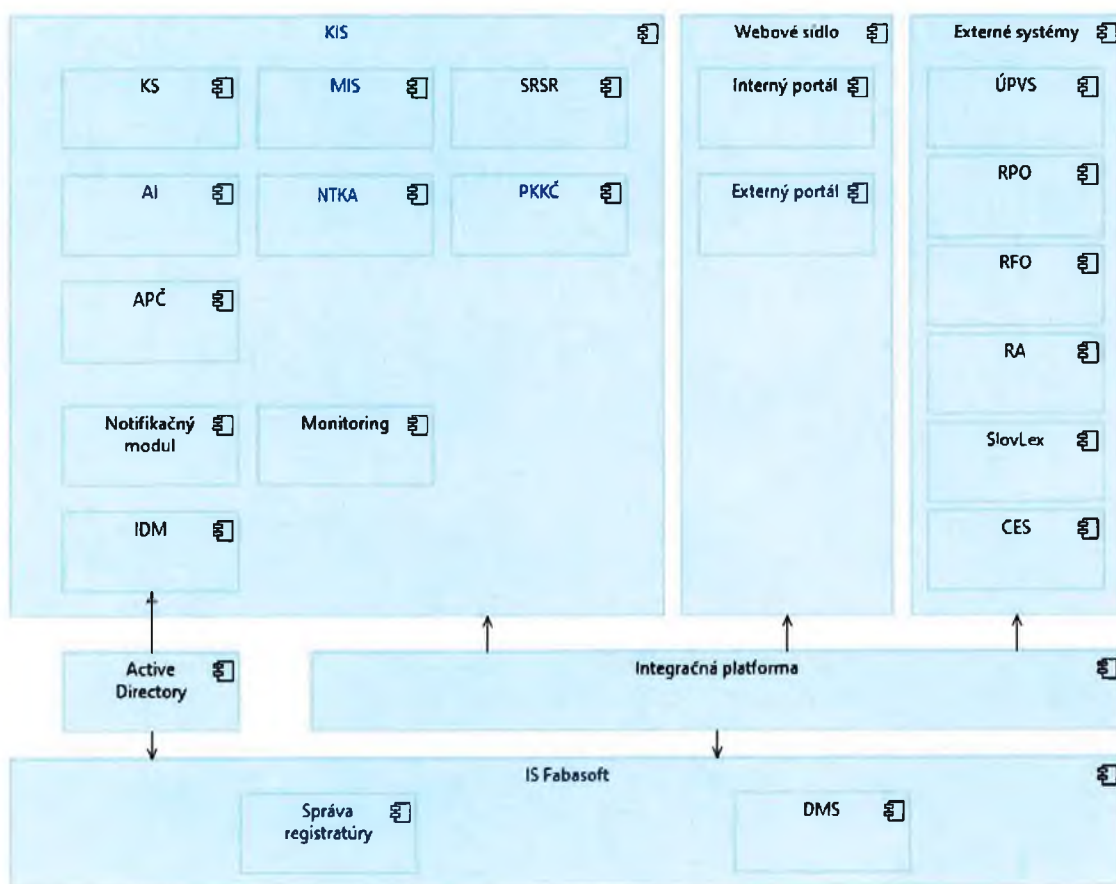 KIS
KS
MIS
SRSR
AI
NTKA
PKKČ
APČ
Notifikačný
modul
Monitoring
IDM
Webové sídlo
Interný portál
Externý portál
Externé systémy
ÚPVS
RPO
RFO
RA
SlovLex
CES
Active
Directory
Integračná platforma
IS Fabasoft
Správa
registratúry
DMS